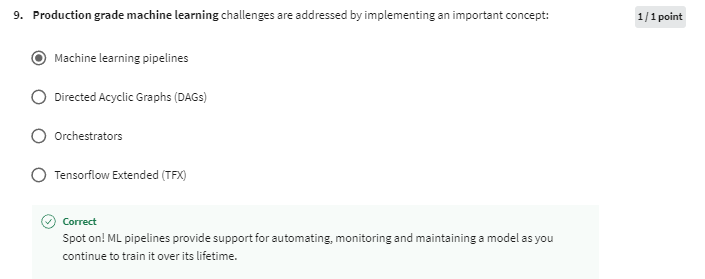 9. Production grade machine learning challenges are addressed by implementing an important concept:
1 / 1 point
Machine learning pipelines
Directed Acyclic Graphs (DAGs)
Orchestrators
Tensorflow Extended (TFX)
Correct
Spot on! ML pipelines provide support for automating, monitoring and maintaining a model as you
continue to train it over its lifetime.